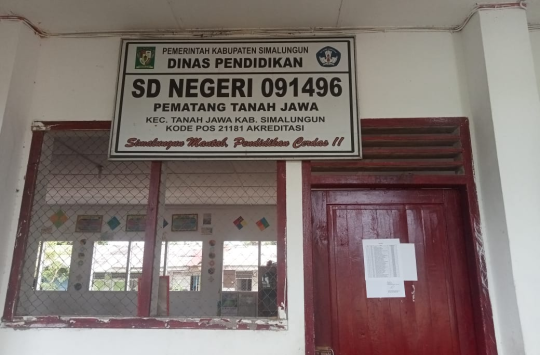 PEMERINTAH KABUPATEN SIMALUNGUN
DINAS PENDIDIKAN
SD NEGERI 091496
PEMATANG TANAH JAWA
KEC. TANAH JAWA KAB. SIMALUNGUN
KODE POS 21181 AKREDITASI
Simalungun Mantab, Pendidikan Cerdas !!